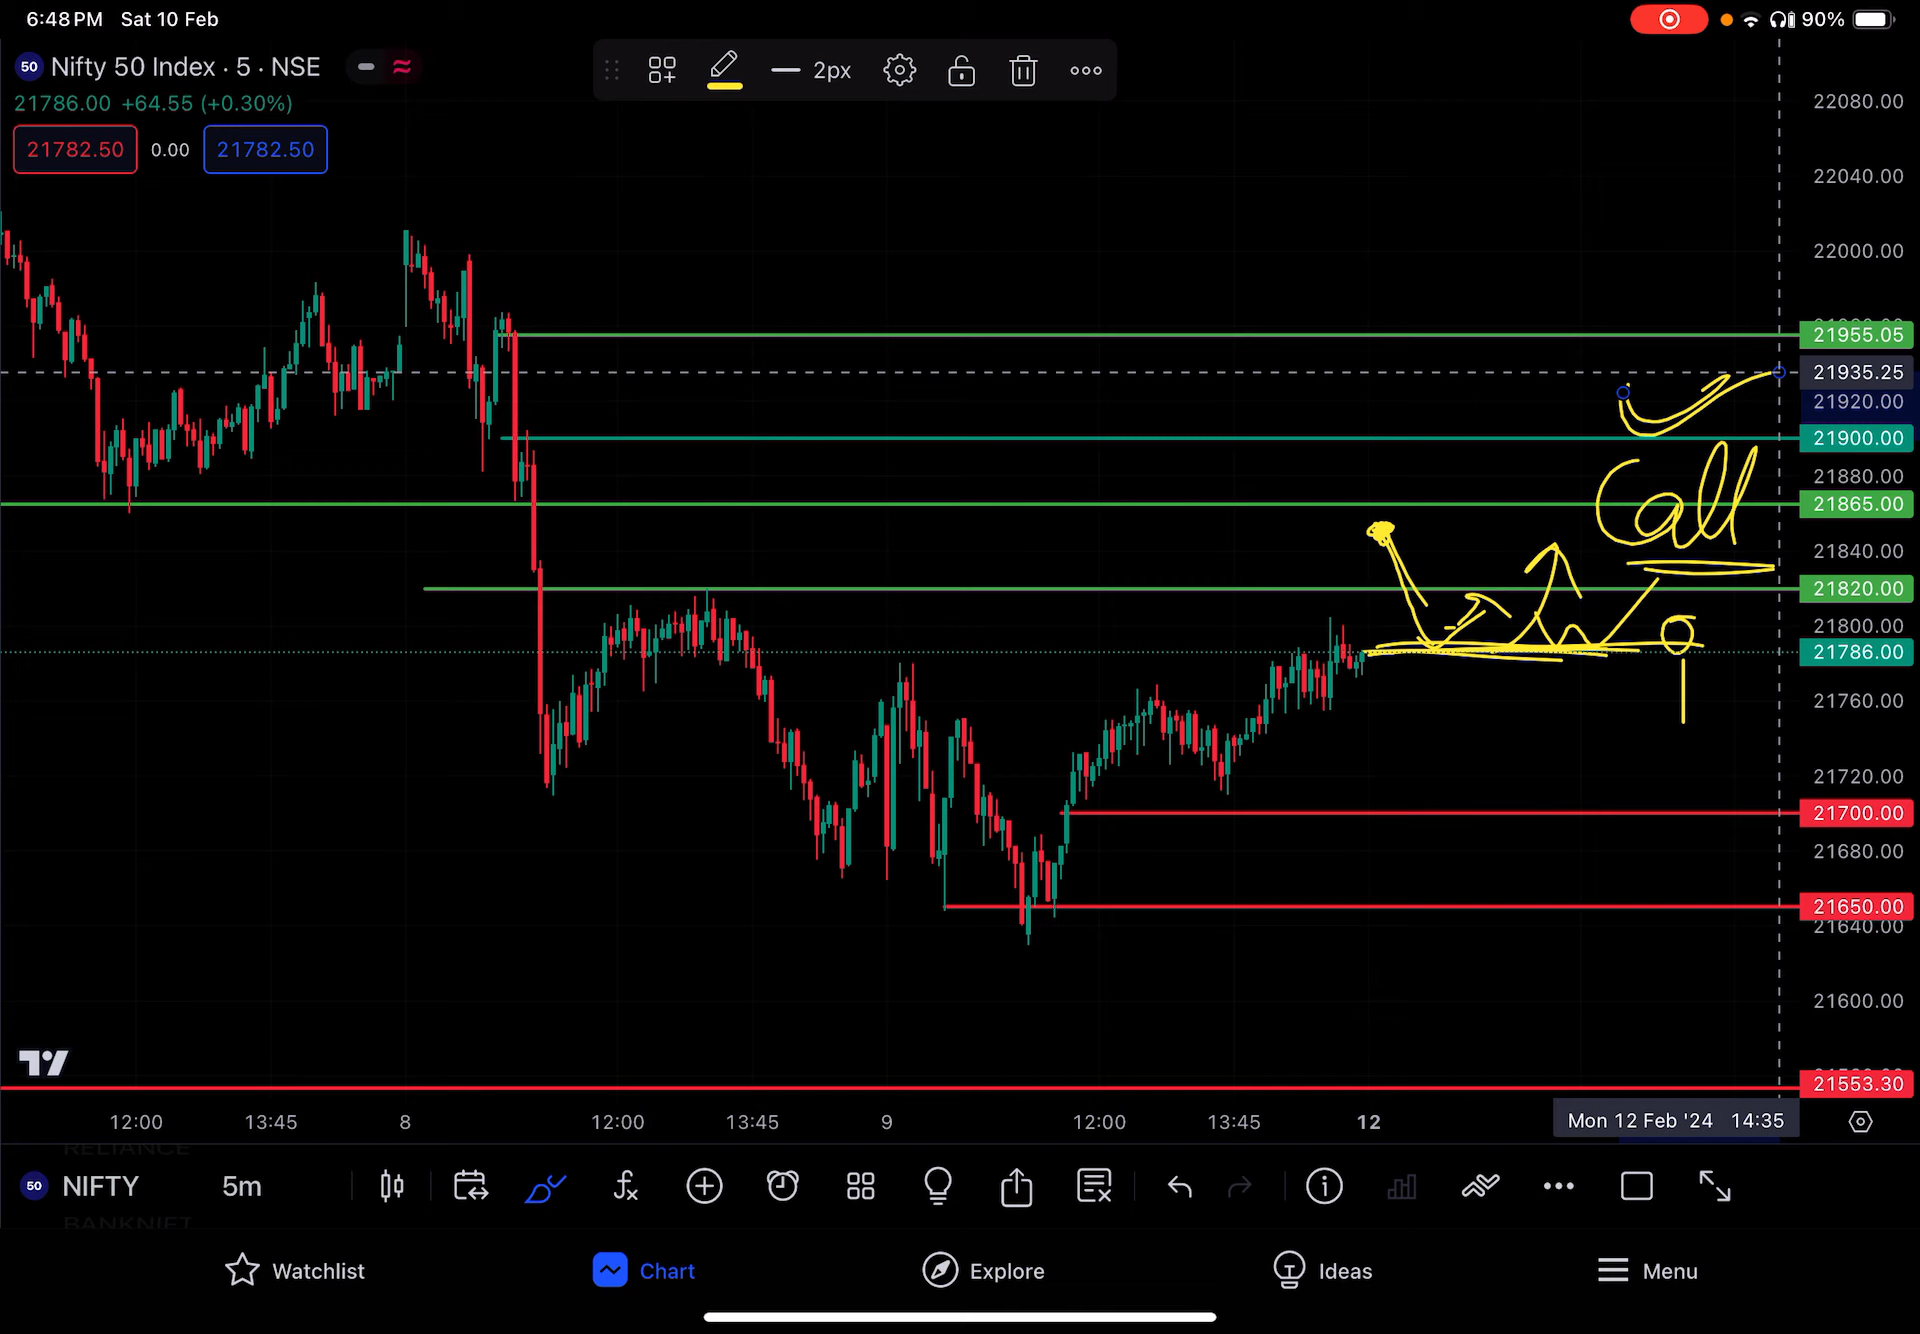 6:48 PM Sat 10 Feb
90%
50 Nifty 50 Index · 5 · NSE
21786.00 +64.55 (+0.30%)
21782.50 0.00 21782.50
2px
22080.00
22040.00
22000.00
21955.05
21935.25
21920.00
21900.00
21880.00
Call
21865.00
21840.00
21820.00
21800.00
21786.00
21760.00
21720.00
21700.00
21680.00
21650.00
21640.00
21600.00
21553.30
12:00 13:45 8 12:00 13:45 9 12:00 13:45 12 Mon 12 Feb '24 14:35
RELIANCE
50 NIFTY 5m
BANKNIFT
Watchlist Chart Explore Ideas Menu